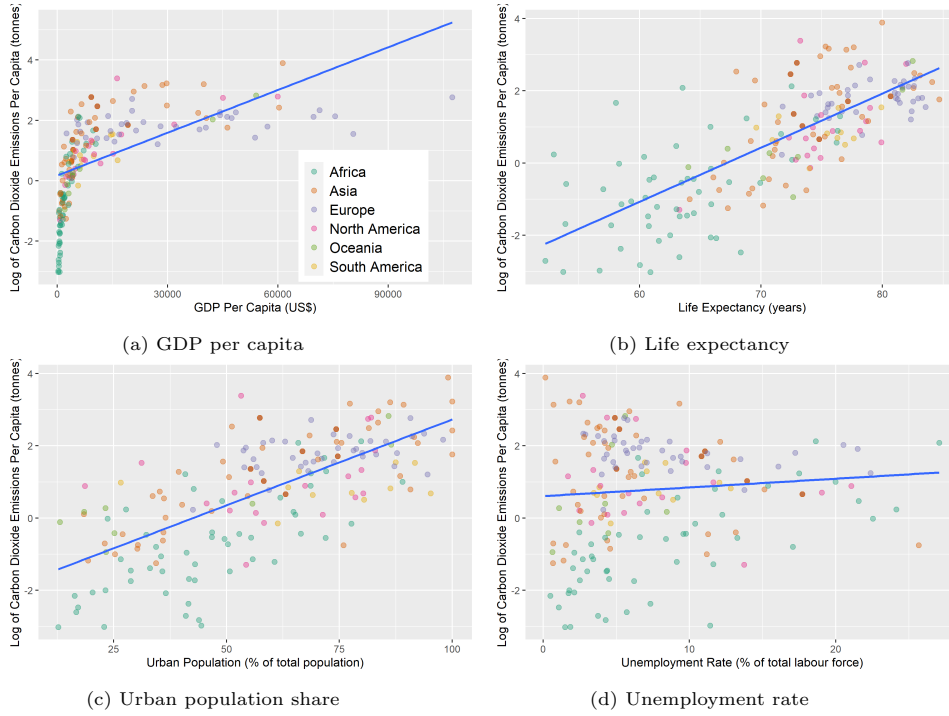 Log of Carbon Dioxide Emissions Per Capita (tonnes)
4
2
0
-2
0
30000
60000
90000
GDP Per Capita (US$)
Africa
Asia
Europe
North America
Oceania
South America
(a) GDP per capita
Log of Carbon Dioxide Emissions Per Capita (tonnes)
4
2
0
-2
60
70
80
Life Expectancy (years)
(b) Life expectancy
Log of Carbon Dioxide Emissions Per Capita (tonnes)
4
2
0
-2
25
50
75
100
Urban Population (% of total population)
(c) Urban population share
Log of Carbon Dioxide Emissions Per Capita (tonnes)
4
2
0
-2
0
10
20
Unemployment Rate (% of total labour force)
(d) Unemployment rate